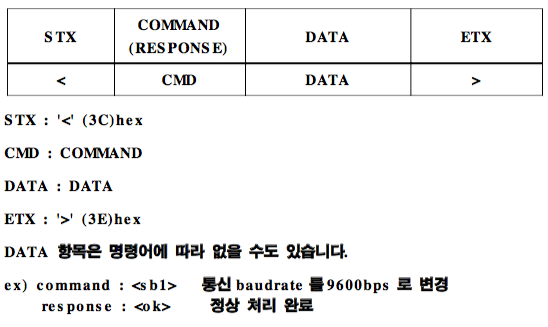 STX COMMAND (RESPONSE) DATA ETX
< CMD DATA >
STX : '<' (3C)hex
CMD : COMMAND
DATA : DATA
ETX : '>' (3E)hex
DATA 항목은 명령어에 따라 없을 수도 있습니다.
ex) command : <sb1> 통신 baudrate 를 9600bps 로 변경
response : <ok> 정상 처리 완료